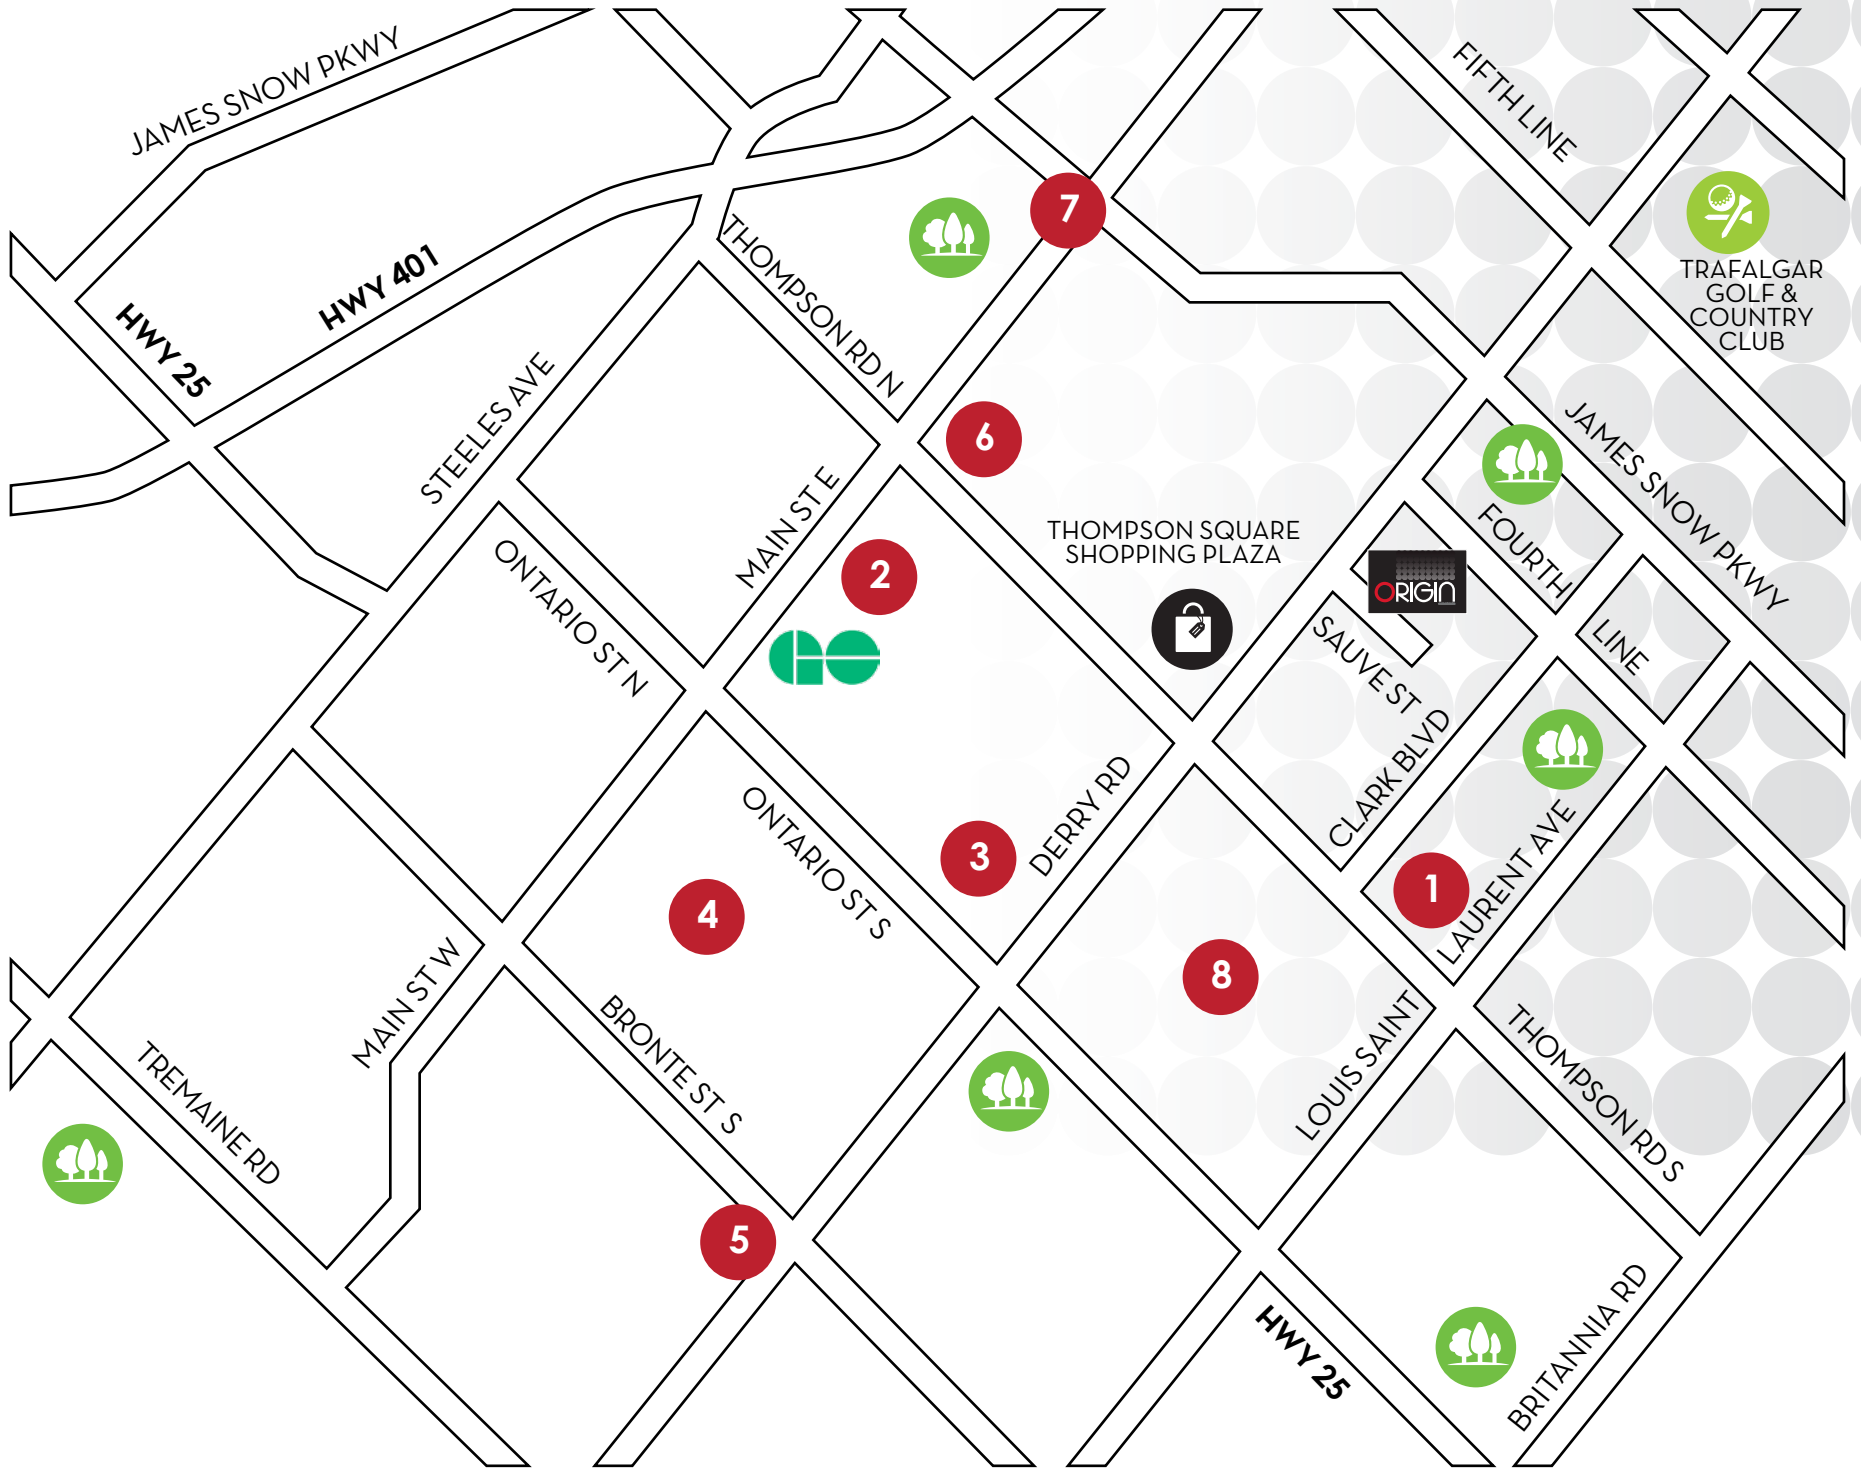 JAMES SNOW PKWY
FIFTH LINE
7
THOMPSON RD N
HWY 401
HWY 25
TRAFALGAR
GOLF &
COUNTRY
CLUB
STEELES AVE
6
MAIN ST E
JAMES SNOW PKWY
THOMPSON SQUARE
SHOPPING PLAZA
FOURTH
LINE
ORIGIN
2
GO
ONTARIO ST N
SAUVE ST
CLARK BLVD
DERRY RD
ONTARIO ST S
3
LAURENT AVE
1
4
8
MAIN ST W
BRONTE ST S
LOUIS SAINT
THOMPSON RD S
TREMAINE RD
5
HWY 25
BRITANNIA RD